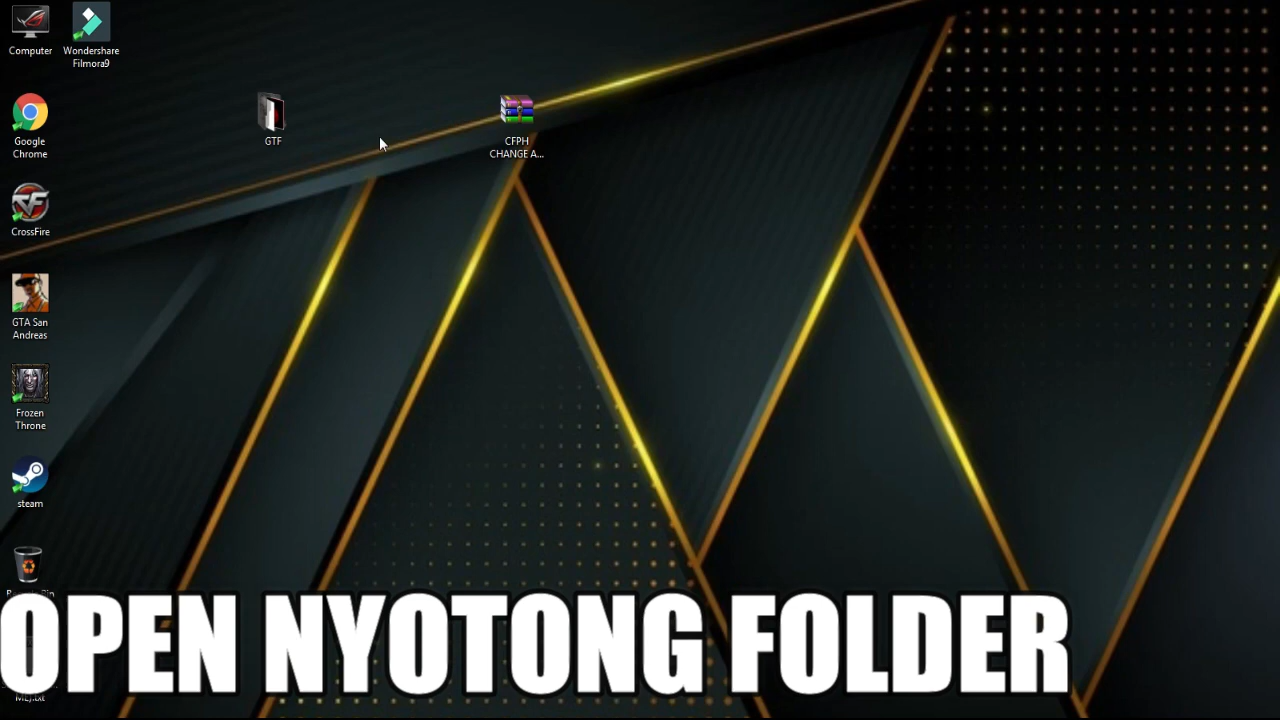 Computer
Wondershare
Filmora9
Google
Chrome
GTF
CFPH
CHANGE A...
CrossFire
GTA San
Andreas
Frozen
Throne
steam
OPEN NYOTONG FOLDER